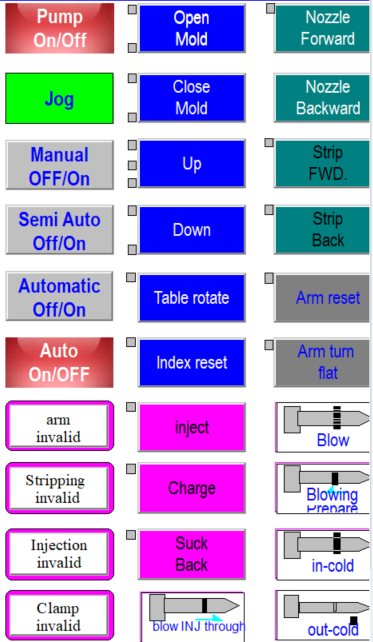 Pump
On/Off
Open
Mold
Nozzle
Forward
Jog
Close
Mold
Nozzle
Backward
Manual
OFF/On
Up
Strip
FWD.
Semi Auto
Off/On
Down
Strip
Back
Automatic
Off/On
Table rotate
Arm reset
Auto
On/OFF
Index reset
Arm turn
flat
arm
invalid
inject
Blow
Stripping
invalid
Charge
Blowing
Prepare
Injection
invalid
Suck
Back
in-cold
Clamp
invalid
blow INJ through
out-cold